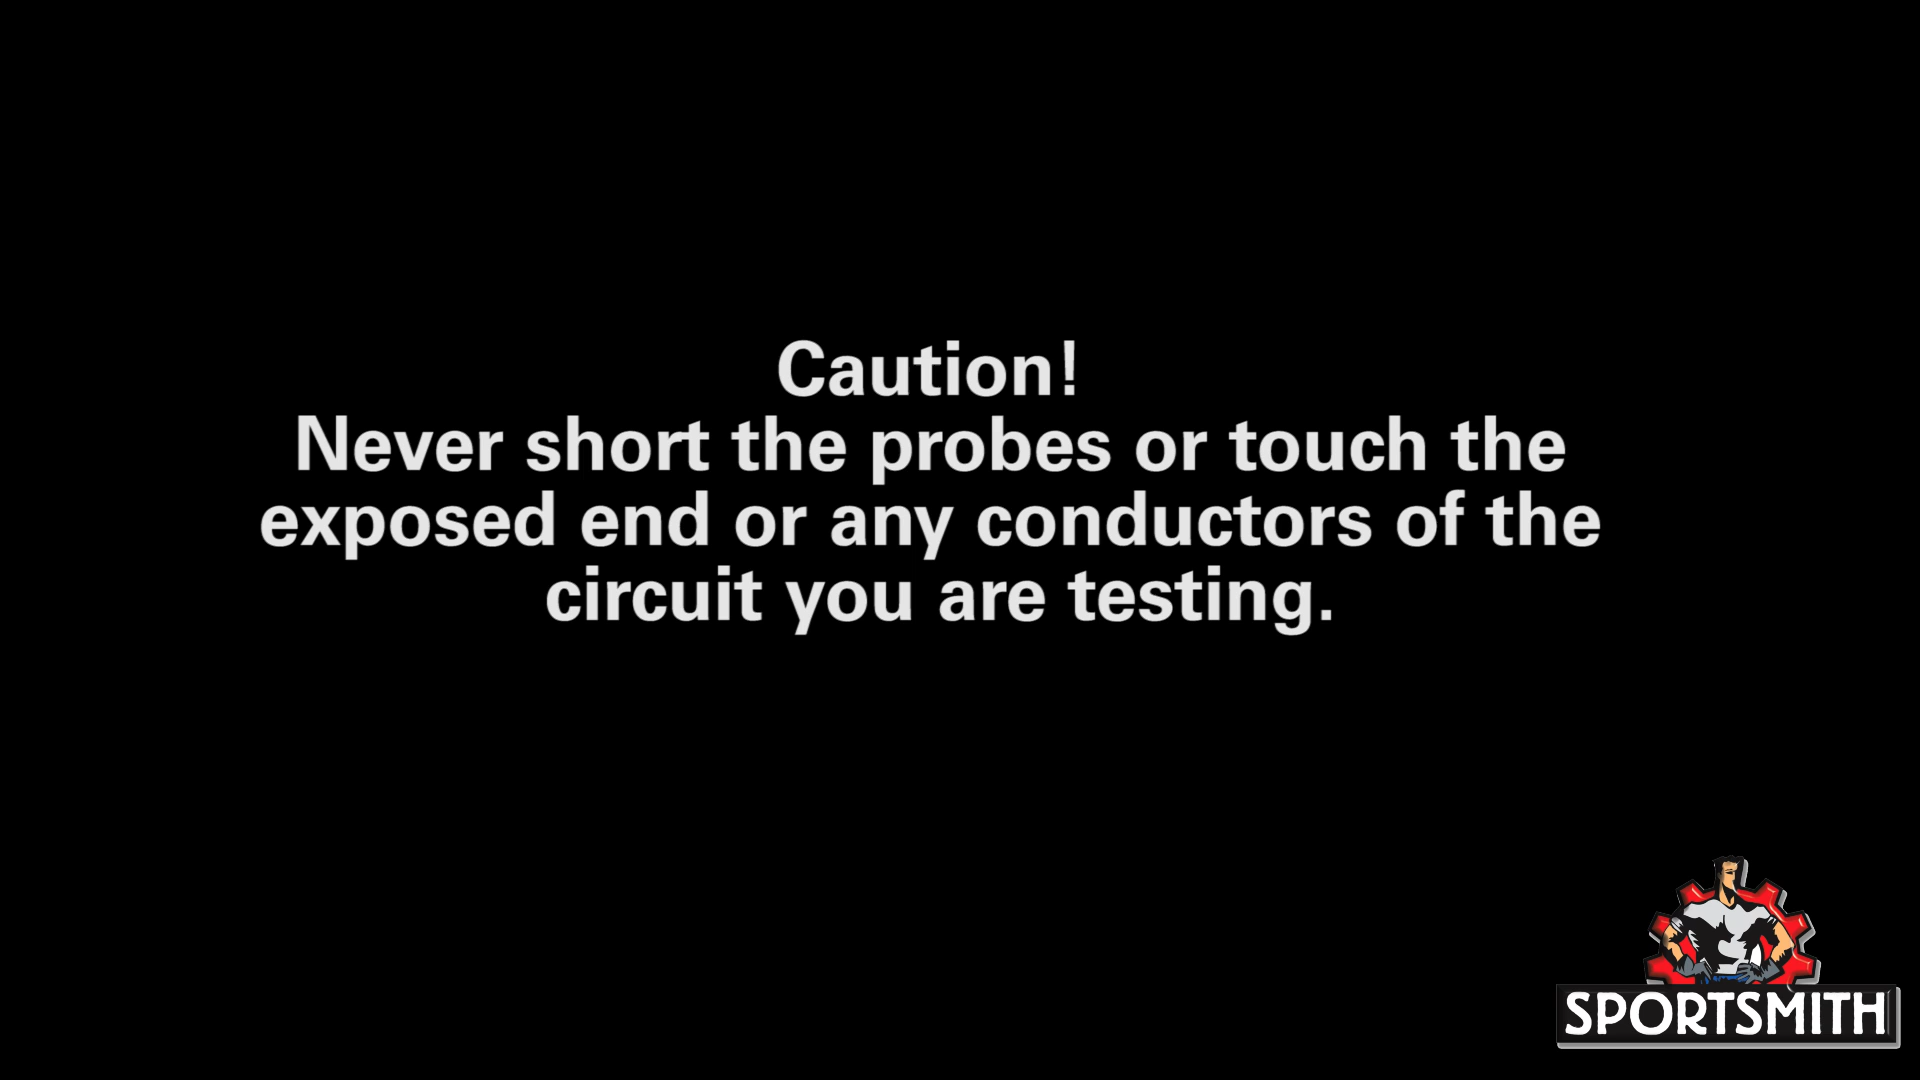 Caution!
Never short the probes or touch the
exposed end or any conductors of the
circuit you are testing.
SPORTSMITH